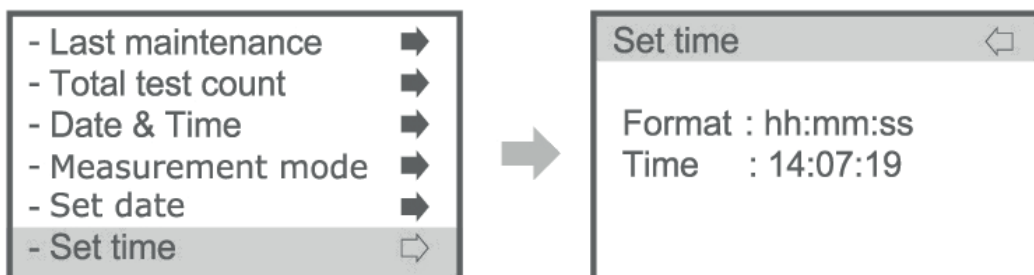 - Last maintenance
- Total test count
- Date & Time
- Measurement mode
- Set date
- Set time
Set time
Format : hh:mm:ss
Time : 14:07:19